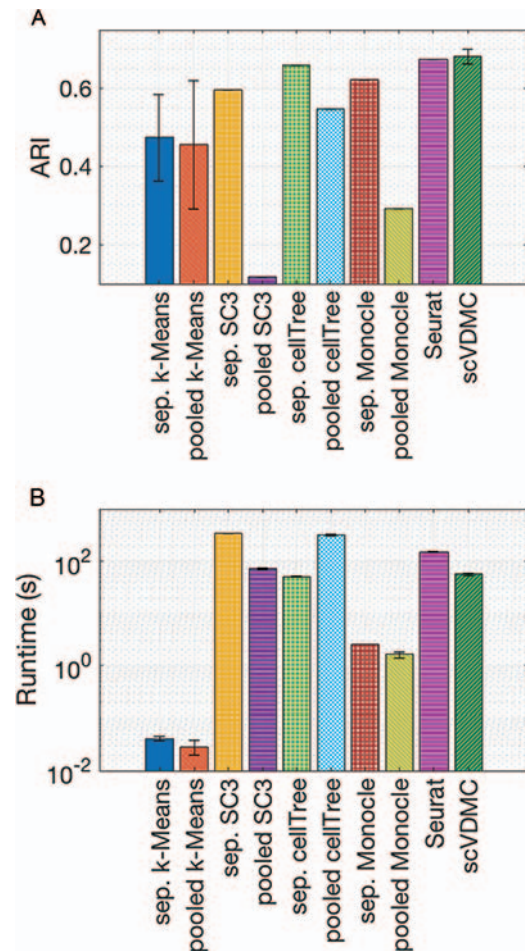 A
0.6
0.4
0.2
ARI
sep. k-Means
pooled k-Means
sep. SC3
pooled SC3
sep. cellTree
pooled cellTree
sep. Monocle
pooled Monocle
Seurat
scVDMC
B
10²
10⁰
10⁻²
Runtime (s)
sep. k-Means
pooled k-Means
sep. SC3
pooled SC3
sep. cellTree
pooled cellTree
sep. Monocle
pooled Monocle
Seurat
scVDMC